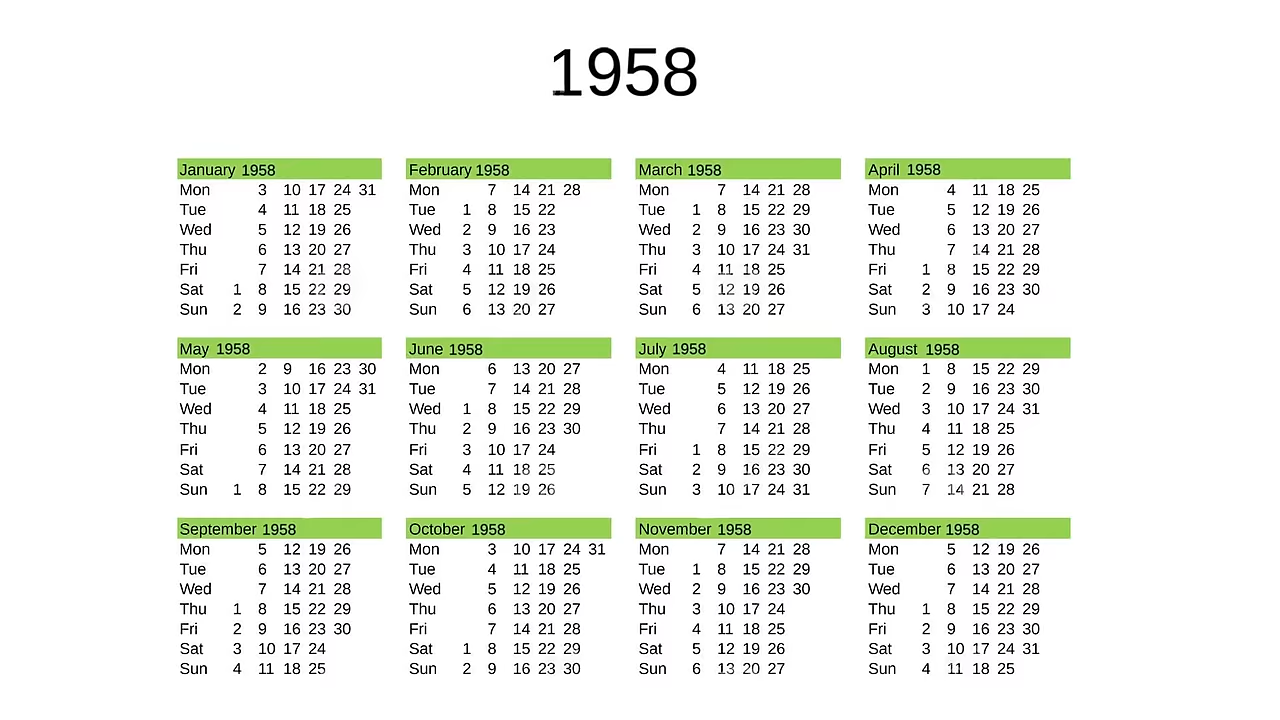 1958
January 1958
Mon 3 10 17 24 31
Tue 4 11 18 25
Wed 5 12 19 26
Thu 6 13 20 27
Fri 7 14 21 28
Sat 1 8 15 22 29
Sun 2 9 16 23 30
February 1958
Mon 7 14 21 28
Tue 1 8 15 22
Wed 2 9 16 23
Thu 3 10 17 24
Fri 4 11 18 25
Sat 5 12 19 26
Sun 6 13 20 27
March 1958
Mon 7 14 21 28
Tue 1 8 15 22 29
Wed 2 9 16 23 30
Thu 3 10 17 24 31
Fri 4 11 18 25
Sat 5 12 19 26
Sun 6 13 20 27
April 1958
Mon 4 11 18 25
Tue 5 12 19 26
Wed 6 13 20 27
Thu 7 14 21 28
Fri 1 8 15 22 29
Sat 2 9 16 23 30
Sun 3 10 17 24
May 1958
Mon 2 9 16 23 30
Tue 3 10 17 24 31
Wed 4 11 18 25
Thu 5 12 19 26
Fri 6 13 20 27
Sat 7 14 21 28
Sun 1 8 15 22 29
June 1958
Mon 6 13 20 27
Tue 7 14 21 28
Wed 1 8 15 22 29
Thu 2 9 16 23 30
Fri 3 10 17 24
Sat 4 11 18 25
Sun 5 12 19 26
July 1958
Mon 4 11 18 25
Tue 5 12 19 26
Wed 6 13 20 27
Thu 7 14 21 28
Fri 1 8 15 22 29
Sat 2 9 16 23 30
Sun 3 10 17 24 31
August 1958
Mon 1 8 15 22 29
Tue 2 9 16 23 30
Wed 3 10 17 24 31
Thu 4 11 18 25
Fri 5 12 19 26
Sat 6 13 20 27
Sun 7 14 21 28
September 1958
Mon 5 12 19 26
Tue 6 13 20 27
Wed 7 14 21 28
Thu 1 8 15 22 29
Fri 2 9 16 23 30
Sat 3 10 17 24
Sun 4 11 18 25
October 1958
Mon 3 10 17 24 31
Tue 4 11 18 25
Wed 5 12 19 26
Thu 6 13 20 27
Fri 7 14 21 28
Sat 1 8 15 22 29
Sun 2 9 16 23 30
November 1958
Mon 7 14 21 28
Tue 1 8 15 22 29
Wed 2 9 16 23 30
Thu 3 10 17 24
Fri 4 11 18 25
Sat 5 12 19 26
Sun 6 13 20 27
December 1958
Mon 5 12 19 26
Tue 6 13 20 27
Wed 7 14 21 28
Thu 1 8 15 22 29
Fri 2 9 16 23 30
Sat 3 10 17 24 31
Sun 4 11 18 25